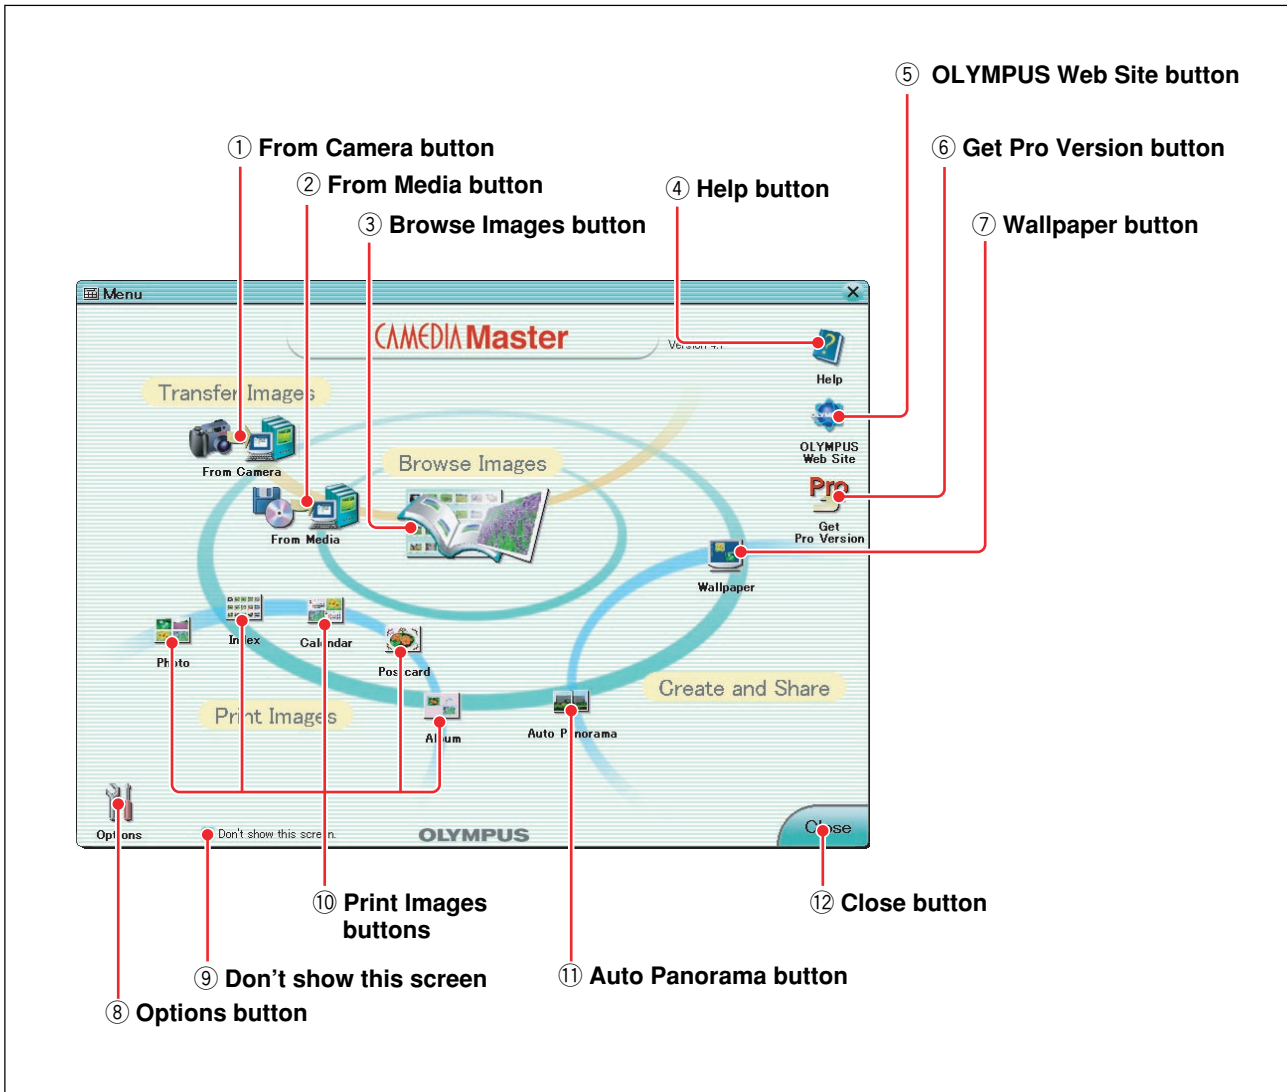 ⑤ OLYMPUS Web Site button
① From Camera button
⑥ Get Pro Version button
② From Media button
④ Help button
③ Browse Images button
⑦ Wallpaper button
Menu
CAMEDIA Master
Version 4.1
Help
Transfer Images
From Camera
OLYMPUS
Web Site
Browse Images
Pro
From Media
Get
Pro Version
Wallpaper
Index
Calendar
Photo
Postcard
Create and Share
Print Images
Album
Auto Panorama
Options
Don't show this screen.
OLYMPUS
Close
⑩ Print Images
buttons
⑫ Close button
⑨ Don’t show this screen
⑪ Auto Panorama button
⑧ Options button